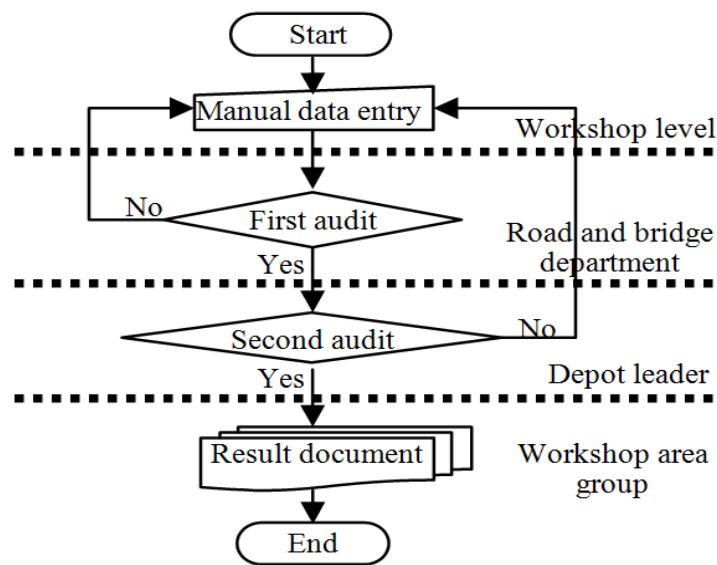 Start
Manual data entry
Workshop level
No
First audit
Road and bridge
department
Yes
Second audit
No
Yes
Depot leader
Result document
Workshop area
group
End